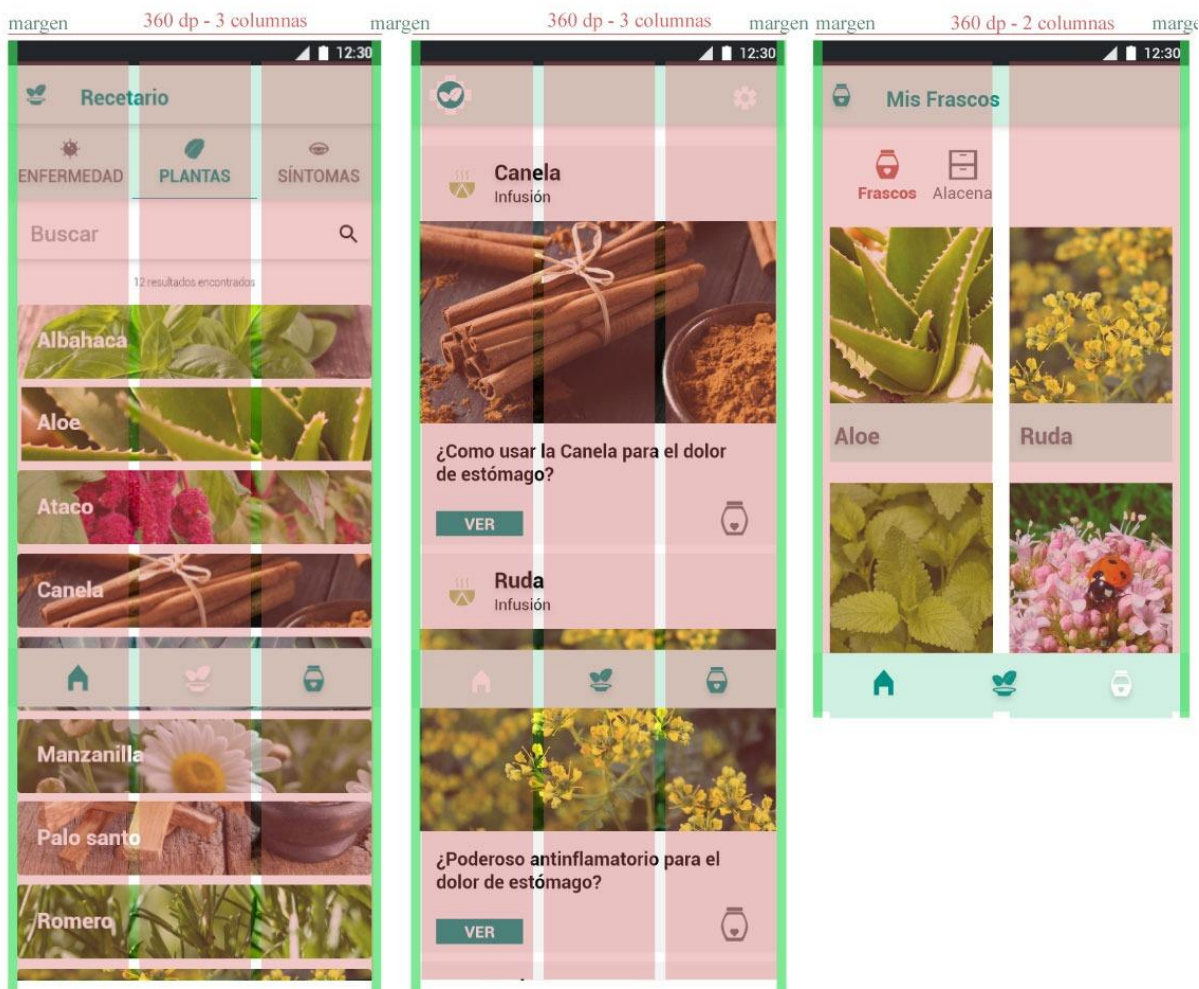 margen 360 dp - 3 columnas margen
12:30
Recetario
ENFERMEDAD PLANTAS SÍNTOMAS
Buscar
12 resultados encontrados
Albahaca
Aloe
Ataco
Canela
Manzanilla
Palo santo
Romero
360 dp - 3 columnas margen
12:30
Canela
Infusión
¿Como usar la Canela para el dolor
de estómago?
VER
Ruda
Infusión
¿Poderoso antinflamatorio para el
dolor de estómago?
VER
margen 360 dp - 2 columnas marge
12:30
Mis Frascos
Frascos Alacena
Aloe Ruda